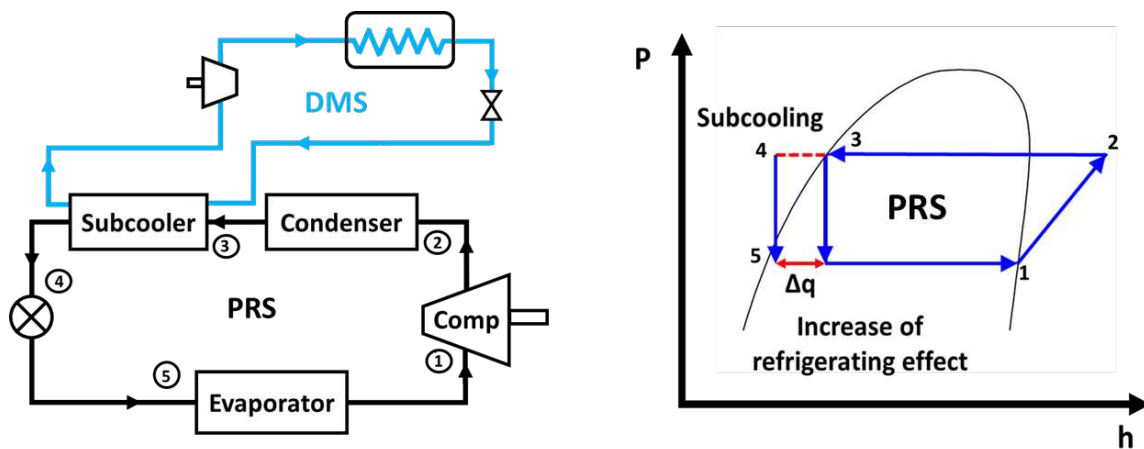 DMS
Subcooler
Condenser
③
②
④
PRS
Comp
①
⑤
Evaporator
P
Subcooling
4
3
2
PRS
5
Δq
1
Increase of
refrigerating effect
h